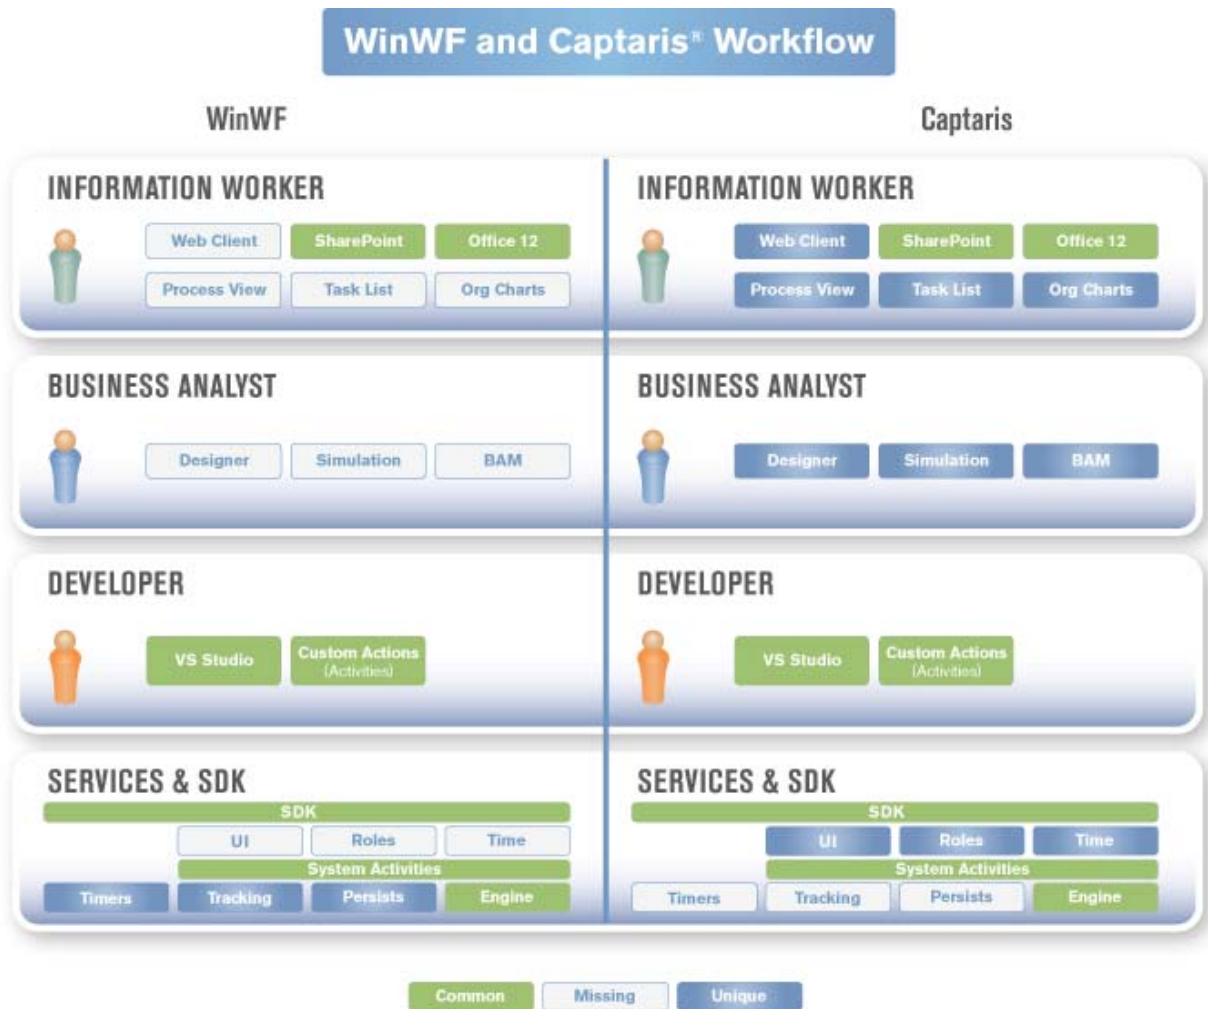 WinWF and Captaris® Workflow
WinWF
Captaris
INFORMATION WORKER
Web Client SharePoint Office 12
Process View Task List Org Charts
INFORMATION WORKER
Web Client SharePoint Office 12
Process View Task List Org Charts
BUSINESS ANALYST
Designer Simulation BAM
BUSINESS ANALYST
Designer Simulation BAM
DEVELOPER
VS Studio Custom Actions
(Activities)
DEVELOPER
VS Studio Custom Actions
(Activities)
SERVICES & SDK
SDK
UI Roles Time
System Activities
Timers Tracking Persists Engine
SERVICES & SDK
SDK
UI Roles Time
System Activities
Timers Tracking Persists Engine
Common Missing Unique